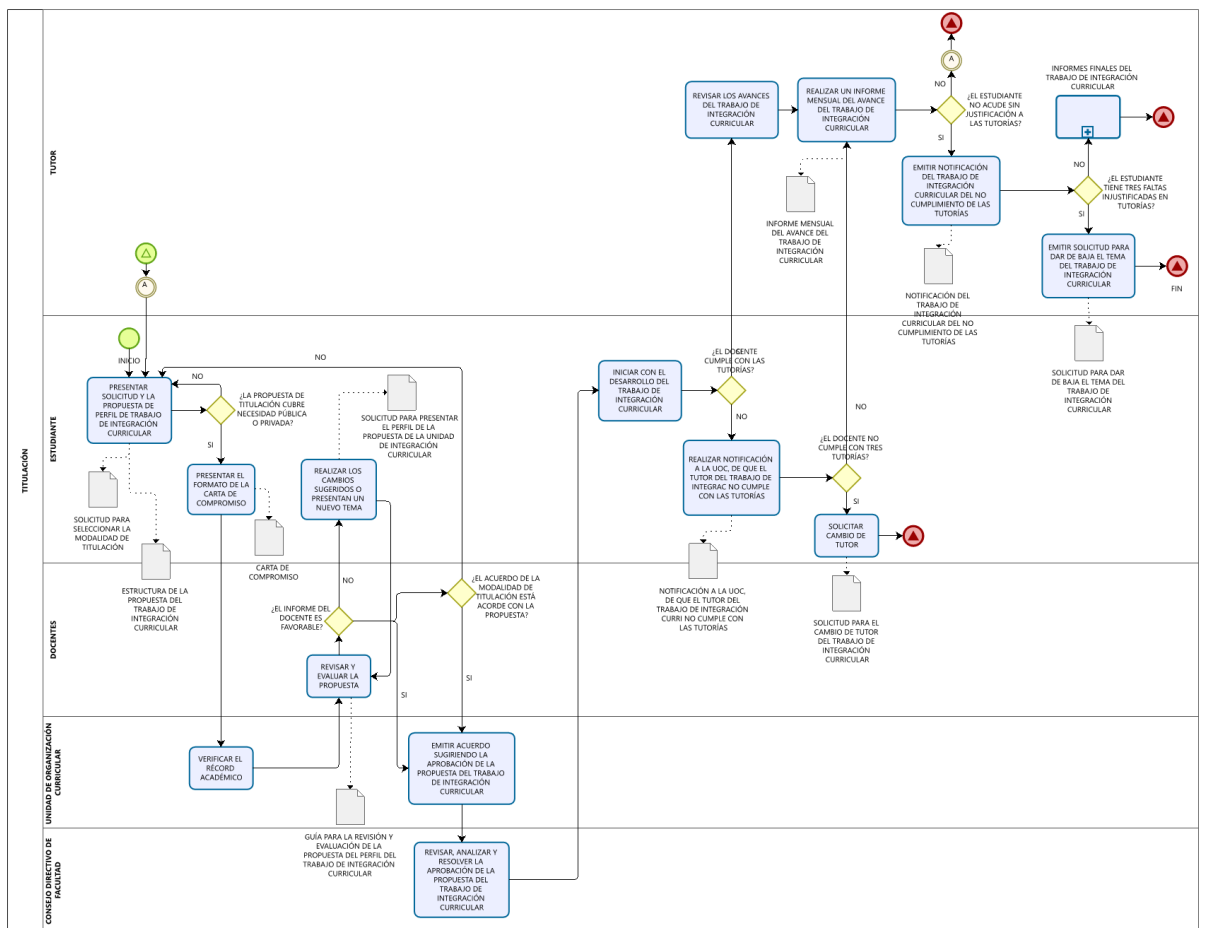 TITULACIÓN
TUTOR
ESTUDIANTE
DOCENTES
UNIDAD DE ORGANIZACIÓN
CURRICULAR
CONSEJO DIRECTIVO DE
FACULTAD
A
REVISAR LOS AVANCES
DEL TRABAJO DE
INTEGRACIÓN
CURRICULAR
REALIZAR UN INFORME
MENSUAL DEL AVANCE
DEL TRABAJO DE
INTEGRACIÓN
CURRICULAR
INFORME MENSUAL
DEL AVANCE DEL
TRABAJO DE
INTEGRACIÓN
CURRICULAR
A
NO
¿EL ESTUDIANTE
NO ACUDE SIN
JUSTIFICACIÓN A
LAS TUTORÍAS?
SI
EMITIR NOTIFICACIÓN
DEL TRABAJO DE
INTEGRACIÓN
CURRICULAR DEL NO
CUMPLIMIENTO DE LAS
TUTORÍAS
NOTIFICACIÓN DEL
TRABAJO DE
INTEGRACIÓN
CURRICULAR DEL NO
CUMPLIMIENTO DE LAS
TUTORÍAS
INFORMES FINALES DEL
TRABAJO DE INTEGRACIÓN
CURRICULAR
NO
¿EL ESTUDIANTE
TIENE TRES FALTAS
INJUSTIFICADAS EN
TUTORÍAS?
SI
EMITIR SOLICITUD PARA
DAR DE BAJA EL TEMA
DEL TRABAJO DE
INTEGRACIÓN
CURRICULAR
FIN
SOLICITUD PARA DAR
DE BAJA EL TEMA DEL
TRABAJO DE
INTEGRACIÓN
CURRICULAR
INICIO
PRESENTAR
SOLICITUD Y LA
PROPUESTA DE
PERFIL DE TRABAJO
DE INTEGRACIÓN
CURRICULAR
NO
¿LA PROPUESTA DE
TITULACIÓN CUBRE
NECESIDAD PÚBLICA
O PRIVADA?
SI
NO
SOLICITUD PARA
SELECCIONAR LA
MODALIDAD DE
TITULACIÓN
ESTRUCTURA DE LA
PROPUESTA DEL
TRABAJO DE
INTEGRACIÓN
CURRICULAR
PRESENTAR EL
FORMATO DE LA
CARTA DE
COMPROMISO
CARTA DE
COMPROMISO
SOLICITUD PARA PRESENTAR
EL PERFIL DE LA
PROPUESTA DE LA UNIDAD
DE INTEGRACIÓN
CURRICULAR
REALIZAR LOS
CAMBIOS
SUGERIDOS O
PRESENTAN UN
NUEVO TEMA
INICIAR CON EL
DESARROLLO DEL
TRABAJO DE
INTEGRACIÓN
CURRICULAR
¿EL DOCENTE
CUMPLE CON LAS
TUTORÍAS?
SI
NO
REALIZAR NOTIFICACIÓN
A LA UOC, DE QUE EL
TUTOR DEL TRABAJO DE
INTEGRAC NO CUMPLE
CON LAS TUTORÍAS
NOTIFICACIÓN A LA UOC,
DE QUE EL TUTOR DEL
TRABAJO DE INTEGRACIÓN
CURRI NO CUMPLE CON
LAS TUTORÍAS
NO
¿EL DOCENTE NO
CUMPLE CON TRES
TUTORÍAS?
SI
SOLICITAR
CAMBIO DE
TUTOR
SOLICITUD PARA EL
CAMBIO DE TUTOR
DEL TRABAJO DE
INTEGRACIÓN
CURRICULAR
NO
¿EL INFORME DEL
DOCENTE ES
FAVORABLE?
¿EL ACUERDO DE LA
MODALIDAD DE
TITULACIÓN ESTÁ
ACORDE CON LA
PROPUESTA?
REVISAR Y
EVALUAR LA
PROPUESTA
SI
SI
VERIFICAR EL
RÉCORD
ACADÉMICO
EMITIR ACUERDO
SUGIRIENDO LA
APROBACIÓN DE LA
PROPUESTA DEL TRABAJO
DE INTEGRACIÓN
CURRICULAR
GUÍA PARA LA REVISIÓN Y
EVALUACIÓN DE LA
PROPUESTA DEL PERFIL DEL
TRABAJO DE INTEGRACIÓN
CURRICULAR
REVISAR, ANALIZAR Y
RESOLVER LA
APROBACIÓN DE LA
PROPUESTA DEL
TRABAJO DE
INTEGRACIÓN
CURRICULAR